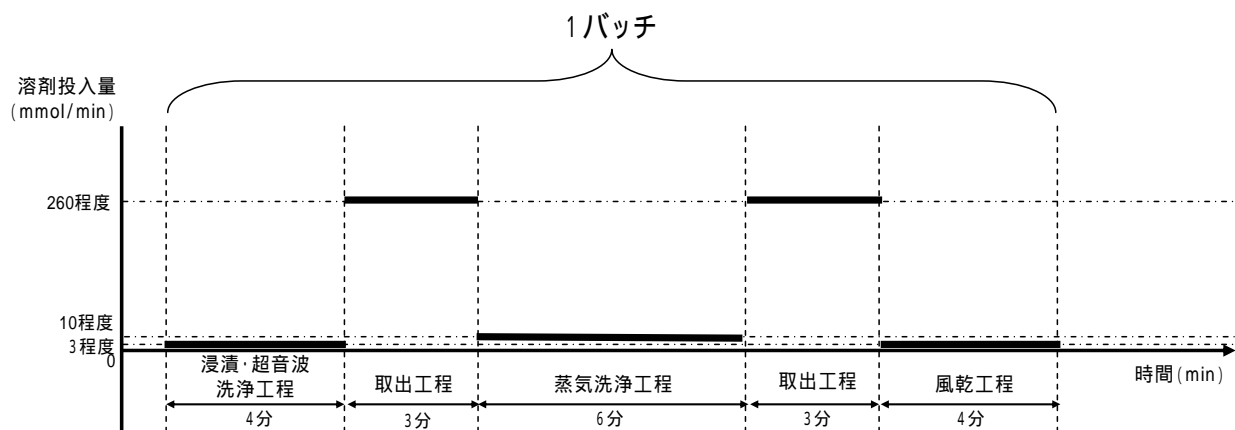 1バッチ
溶剤投入量
(mmol/min)
260程度
10程度
3程度
0
浸漬・超音波
洗浄工程
取出工程
蒸気洗浄工程
取出工程
風乾工程
時間(min)
4分
3分
6分
3分
4分